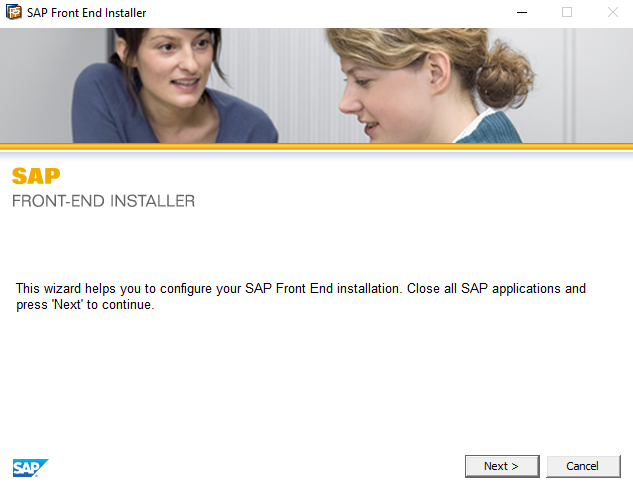 SAP Front End Installer
SAP
FRONT-END INSTALLER
This wizard helps you to configure your SAP Front End installation. Close all SAP applications and
press 'Next' to continue.
SAP
Next >
Cancel